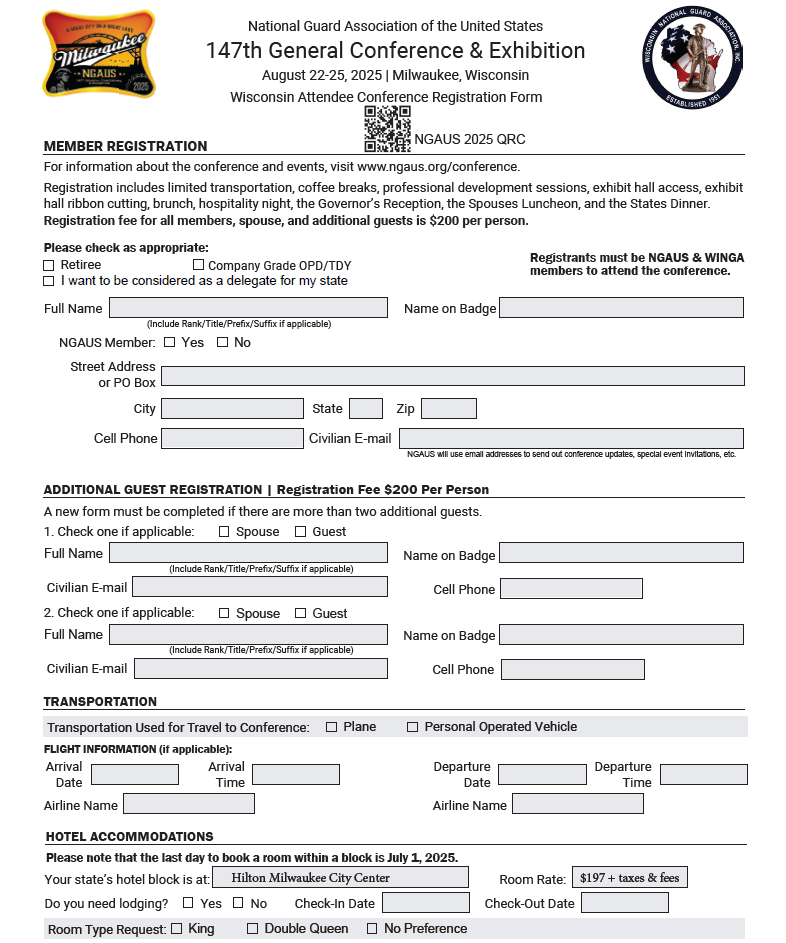 A GREAT CITY ON A GREAT LAKE
Milwaukee
NGAUS
2025
National Guard Association of the United States
147th General Conference & Exhibition
August 22-25, 2025 | Milwaukee, Wisconsin
Wisconsin Attendee Conference Registration Form
WISCONSIN NATIONAL GUARD ASSOCIATION, INC.
ESTABLISHED 1951
NGAUS 2025 QRC
MEMBER REGISTRATION
For information about the conference and events, visit www.ngaus.org/conference.
Registration includes limited transportation, coffee breaks, professional development sessions, exhibit hall access, exhibit
hall ribbon cutting, brunch, hospitality night, the Governor's Reception, the Spouses Luncheon, and the States Dinner.
Registration fee for all members, spouse, and additional guests is $200 per person.
Please check as appropriate:
Retiree Company Grade OPD/TDY
I want to be considered as a delegate for my state
Registrants must be NGAUS & WINGA
members to attend the conference.
Full Name Name on Badge
(Include Rank/Title/Prefix/Suffix if applicable)
NGAUS Member: Yes No
Street Address
or PO Box
City State Zip
Cell Phone Civilian E-mail
NGAUS will use email addresses to send out conference updates, special event invitations, etc.
ADDITIONAL GUEST REGISTRATION | Registration Fee $200 Per Person
A new form must be completed if there are more than two additional guests.
1. Check one if applicable: Spouse Guest
Full Name Name on Badge
(Include Rank/Title/Prefix/Suffix if applicable)
Civilian E-mail Cell Phone
2. Check one if applicable: Spouse Guest
Full Name Name on Badge
(Include Rank/Title/Prefix/Suffix if applicable)
Civilian E-mail Cell Phone
TRANSPORTATION
Transportation Used for Travel to Conference: Plane Personal Operated Vehicle
FLIGHT INFORMATION (if applicable):
Arrival Date Arrival Time Departure Date Departure Time
Airline Name Airline Name
HOTEL ACCOMMODATIONS
Please note that the last day to book a room within a block is July 1, 2025.
Your state's hotel block is at: Hilton Milwaukee City Center Room Rate: $197 + taxes & fees
Do you need lodging? Yes No Check-In Date Check-Out Date
Room Type Request: King Double Queen No Preference